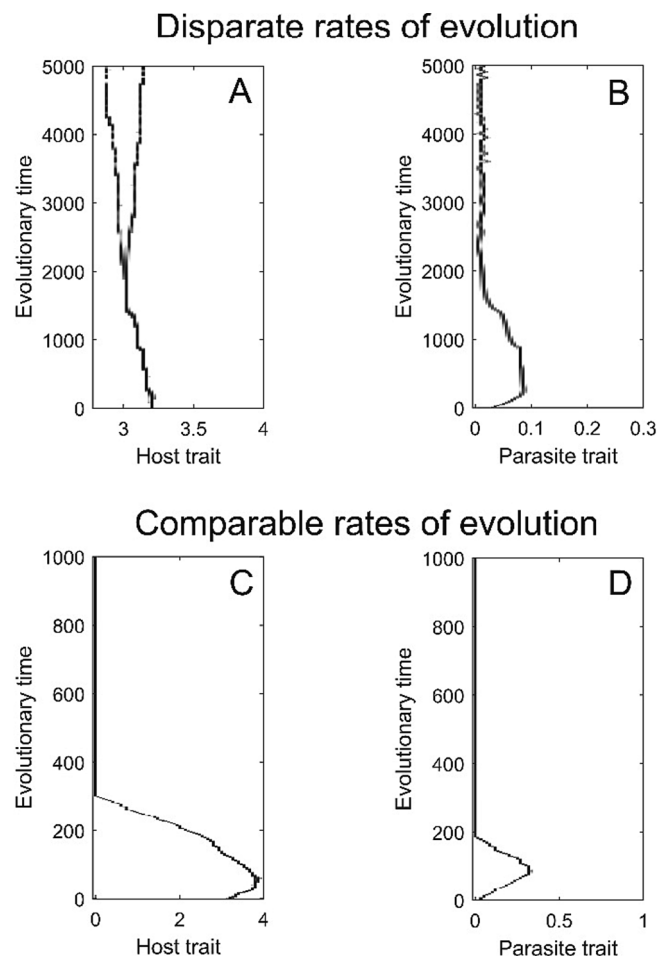 Disparate rates of evolution
A
5000
4000
3000
2000
1000
0
Evolutionary time
3
3.5
4
Host trait
B
5000
4000
3000
2000
1000
0
Evolutionary time
0
0.1
0.2
0.3
Parasite trait
Comparable rates of evolution
C
1000
800
600
400
200
0
Evolutionary time
0
2
4
Host trait
D
1000
800
600
400
200
0
Evolutionary time
0
0.5
1
Parasite trait